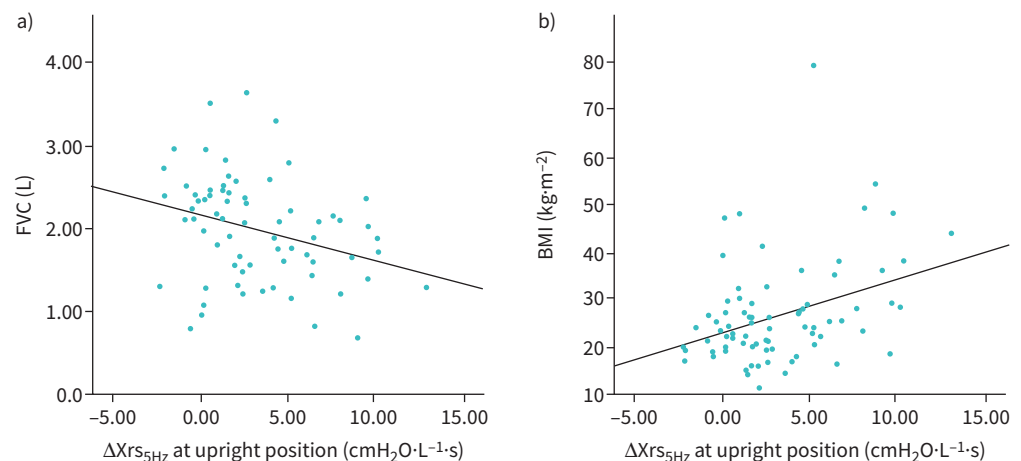 a)
4.00
3.00
2.00
1.00
0.0
FVC (L)
–5.00 0.00 5.00 10.00 15.00
ΔXrs5Hz at upright position (cmH2O·L–1·s)
b)
80
70
60
50
40
30
20
10
BMI (kg·m–2)
–5.00 0.00 5.00 10.00 15.00
ΔXrs5Hz at upright position (cmH2O·L–1·s)